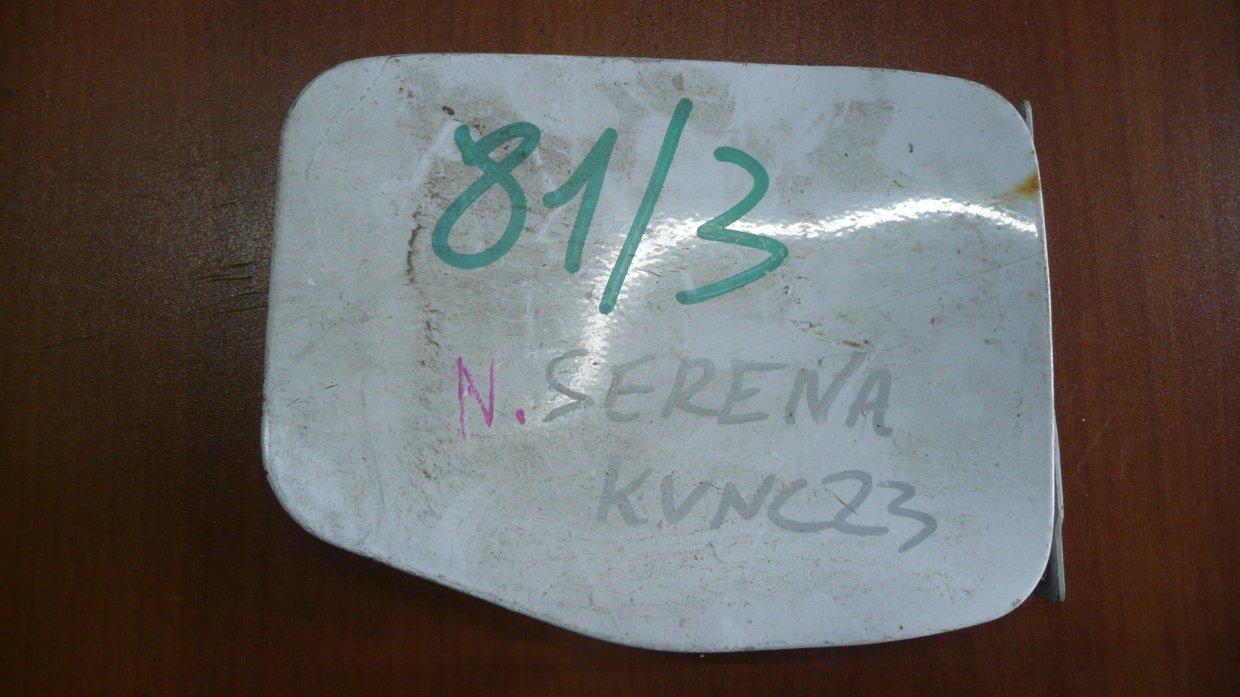 81/3
N. SERENA
KVNC23